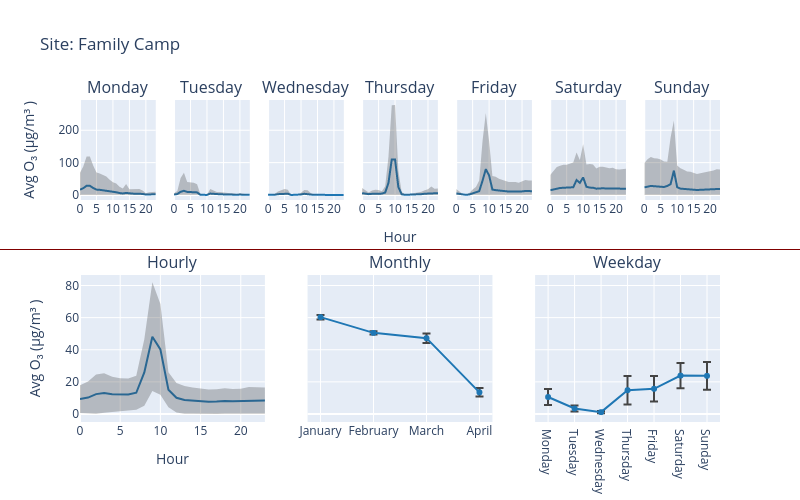 Site: Family Camp
Monday Tuesday Wednesday Thursday Friday Saturday Sunday
Avg O₃ (µg/m³ )
200
100
0
0 5 10 15 20 0 5 10 15 20 0 5 10 15 20 0 5 10 15 20 0 5 10 15 20 0 5 10 15 20 0 5 10 15 20
Hour
Hourly Monthly Weekday
Avg O₃ (µg/m³ )
80
60
40
20
0
0 5 10 15 20
Hour
January February March April
Monday Tuesday Wednesday Thursday Friday Saturday Sunday